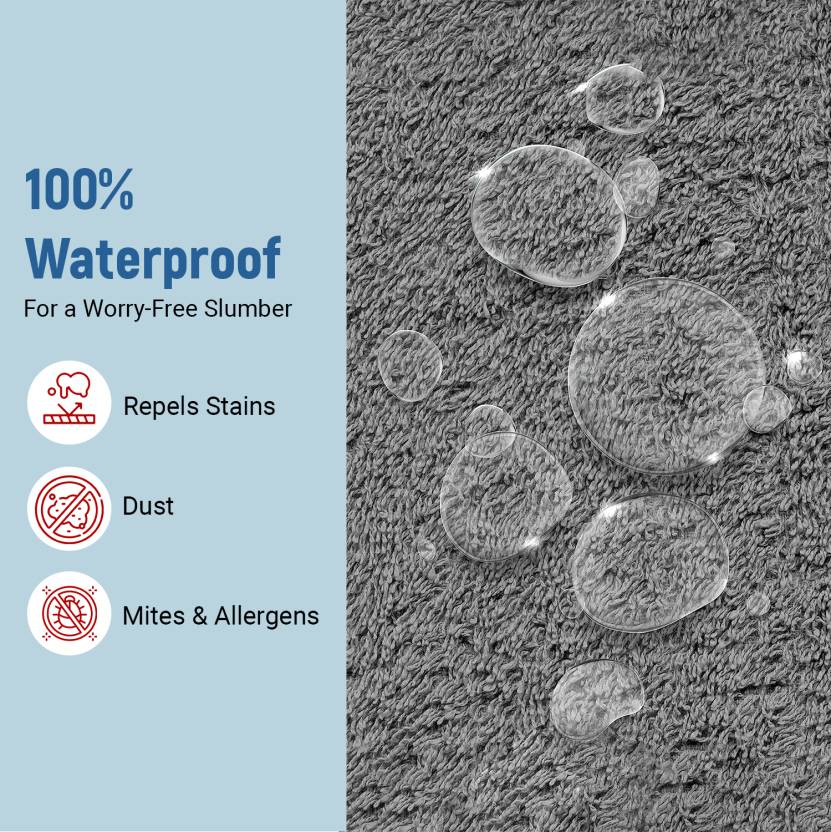 100%
Waterproof
For a Worry-Free Slumber
Repels Stains
Dust
Mites & Allergens